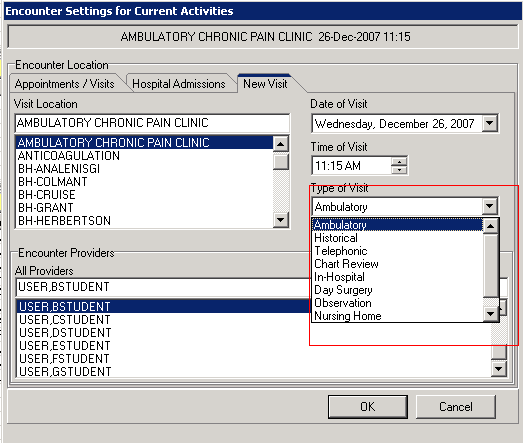 Encounter Settings for Current Activities
AMBULATORY CHRONIC PAIN CLINIC 26-Dec-2007 11:15
Encounter Location
Appointments / Visits
Hospital Admissions
New Visit
Visit Location
AMBULATORY CHRONIC PAIN CLINIC
AMBULATORY CHRONIC PAIN CLINIC
ANTICOAGULATION
BH-ANALENISGI
BH-COLMANT
BH-CRUISE
BH-GRANT
BH-HERBERTSON
Date of Visit
Wednesday, December 26, 2007
Time of Visit
11:15 AM
Type of Visit
Ambulatory
Ambulatory
Historical
Telephonic
Chart Review
In-Hospital
Day Surgery
Observation
Nursing Home
Encounter Providers
All Providers
USER,BSTUDENT
USER,BSTUDENT
USER,CSTUDENT
USER,DSTUDENT
USER,ESTUDENT
USER,FSTUDENT
USER,GSTUDENT
OK
Cancel